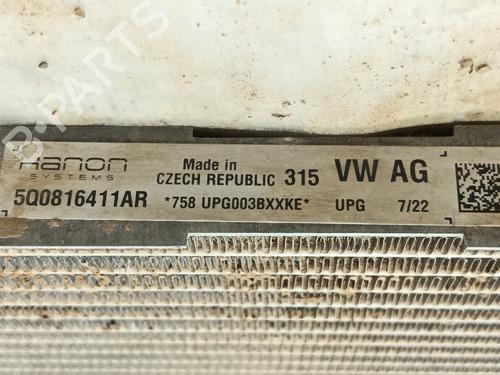 Hanon
SYSTEMS
Made in
CZECH REPUBLIC
315
VW AG
5Q0816411AR
*758 UPG003BXXKE*
UPG
7/22
B-PARTS